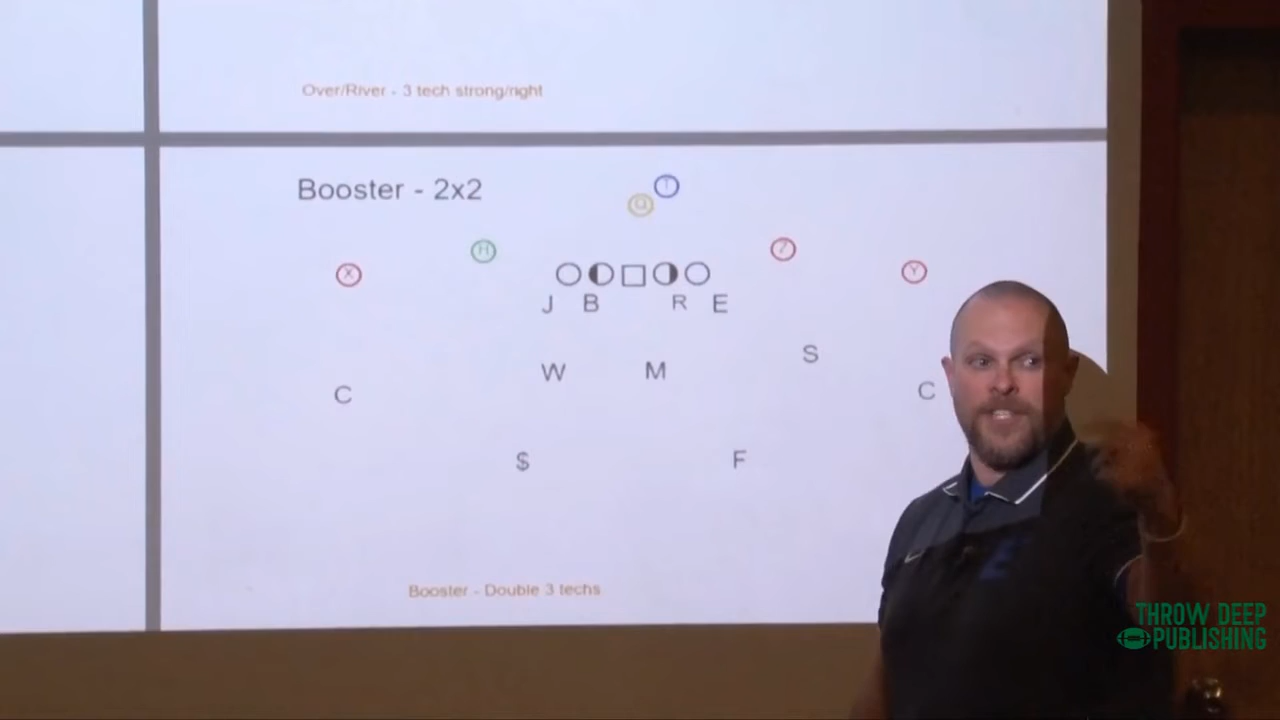 Over/River - 3 tech strong/right
Booster - 2x2
T
Q
H
Z
X
Y
J B R E
S
W M
C
C
$ F
Booster - Double 3 techs
E
THROW DEEP
PUBLISHING